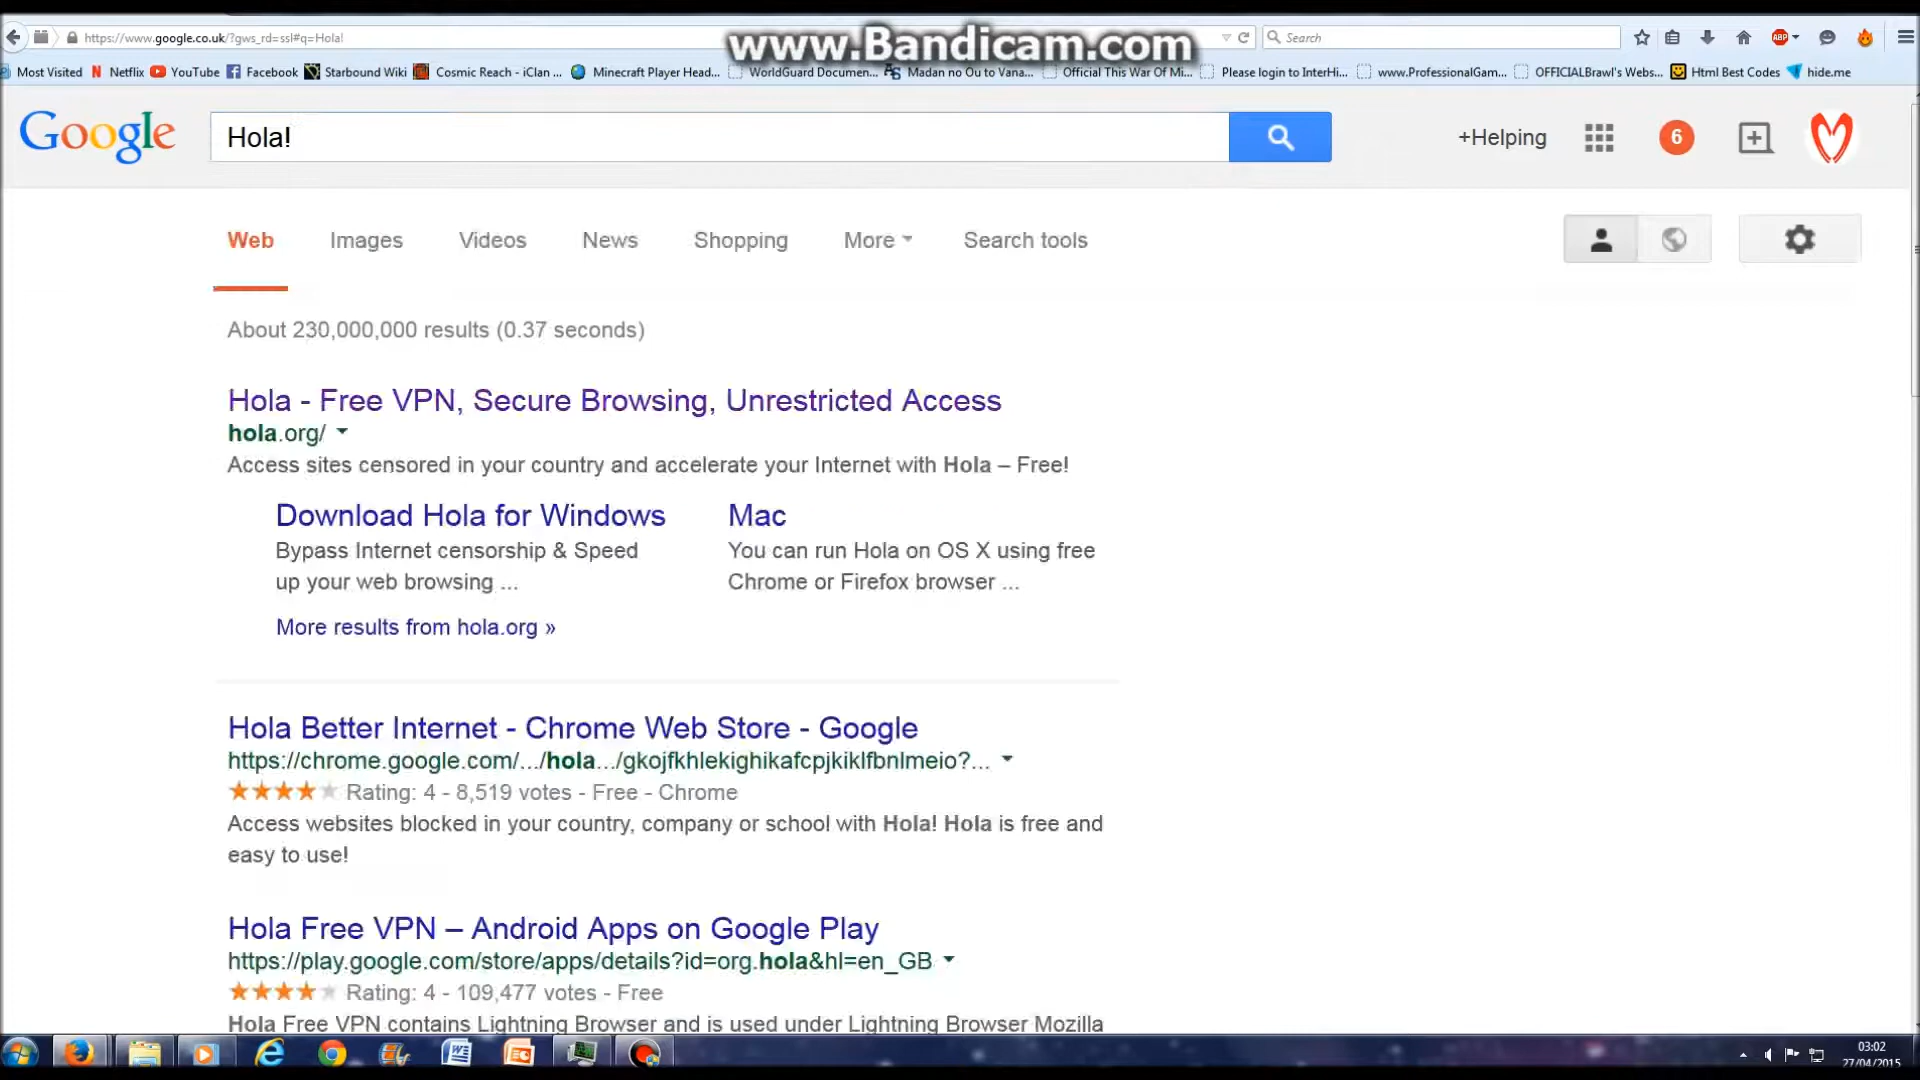 https://www.google.co.uk/?gws_rd=ssl#q=Hola!
www.Bandicam.com
Search
Most Visited Netflix YouTube Facebook Starbound Wiki Cosmic Reach - iClan ... Minecraft Player Head... WorldGuard Documen... Madan no Ou to Vana... Official This War Of Mi... Please login to InterHi... www.ProfessionalGam... OFFICIALBrawl's Webs... Html Best Codes hide.me
Google Hola! +Helping 6
Web Images Videos News Shopping More Search tools
About 230,000,000 results (0.37 seconds)
Hola - Free VPN, Secure Browsing, Unrestricted Access
hola.org/
Access sites censored in your country and accelerate your Internet with Hola – Free!
Download Hola for Windows
Bypass Internet censorship & Speed
up your web browsing ...
Mac
You can run Hola on OS X using free
Chrome or Firefox browser ...
More results from hola.org »
Hola Better Internet - Chrome Web Store - Google
https://chrome.google.com/.../hola.../gkojfkhlekighikafcpjkiklfbnlmeio?...
Rating: 4 - 8,519 votes - Free - Chrome
Access websites blocked in your country, company or school with Hola! Hola is free and
easy to use!
Hola Free VPN – Android Apps on Google Play
https://play.google.com/store/apps/details?id=org.hola&hl=en_GB
Rating: 4 - 109,477 votes - Free
Hola Free VPN contains Lightning Browser and is used under Lightning Browser Mozilla
03:02
27/04/2015